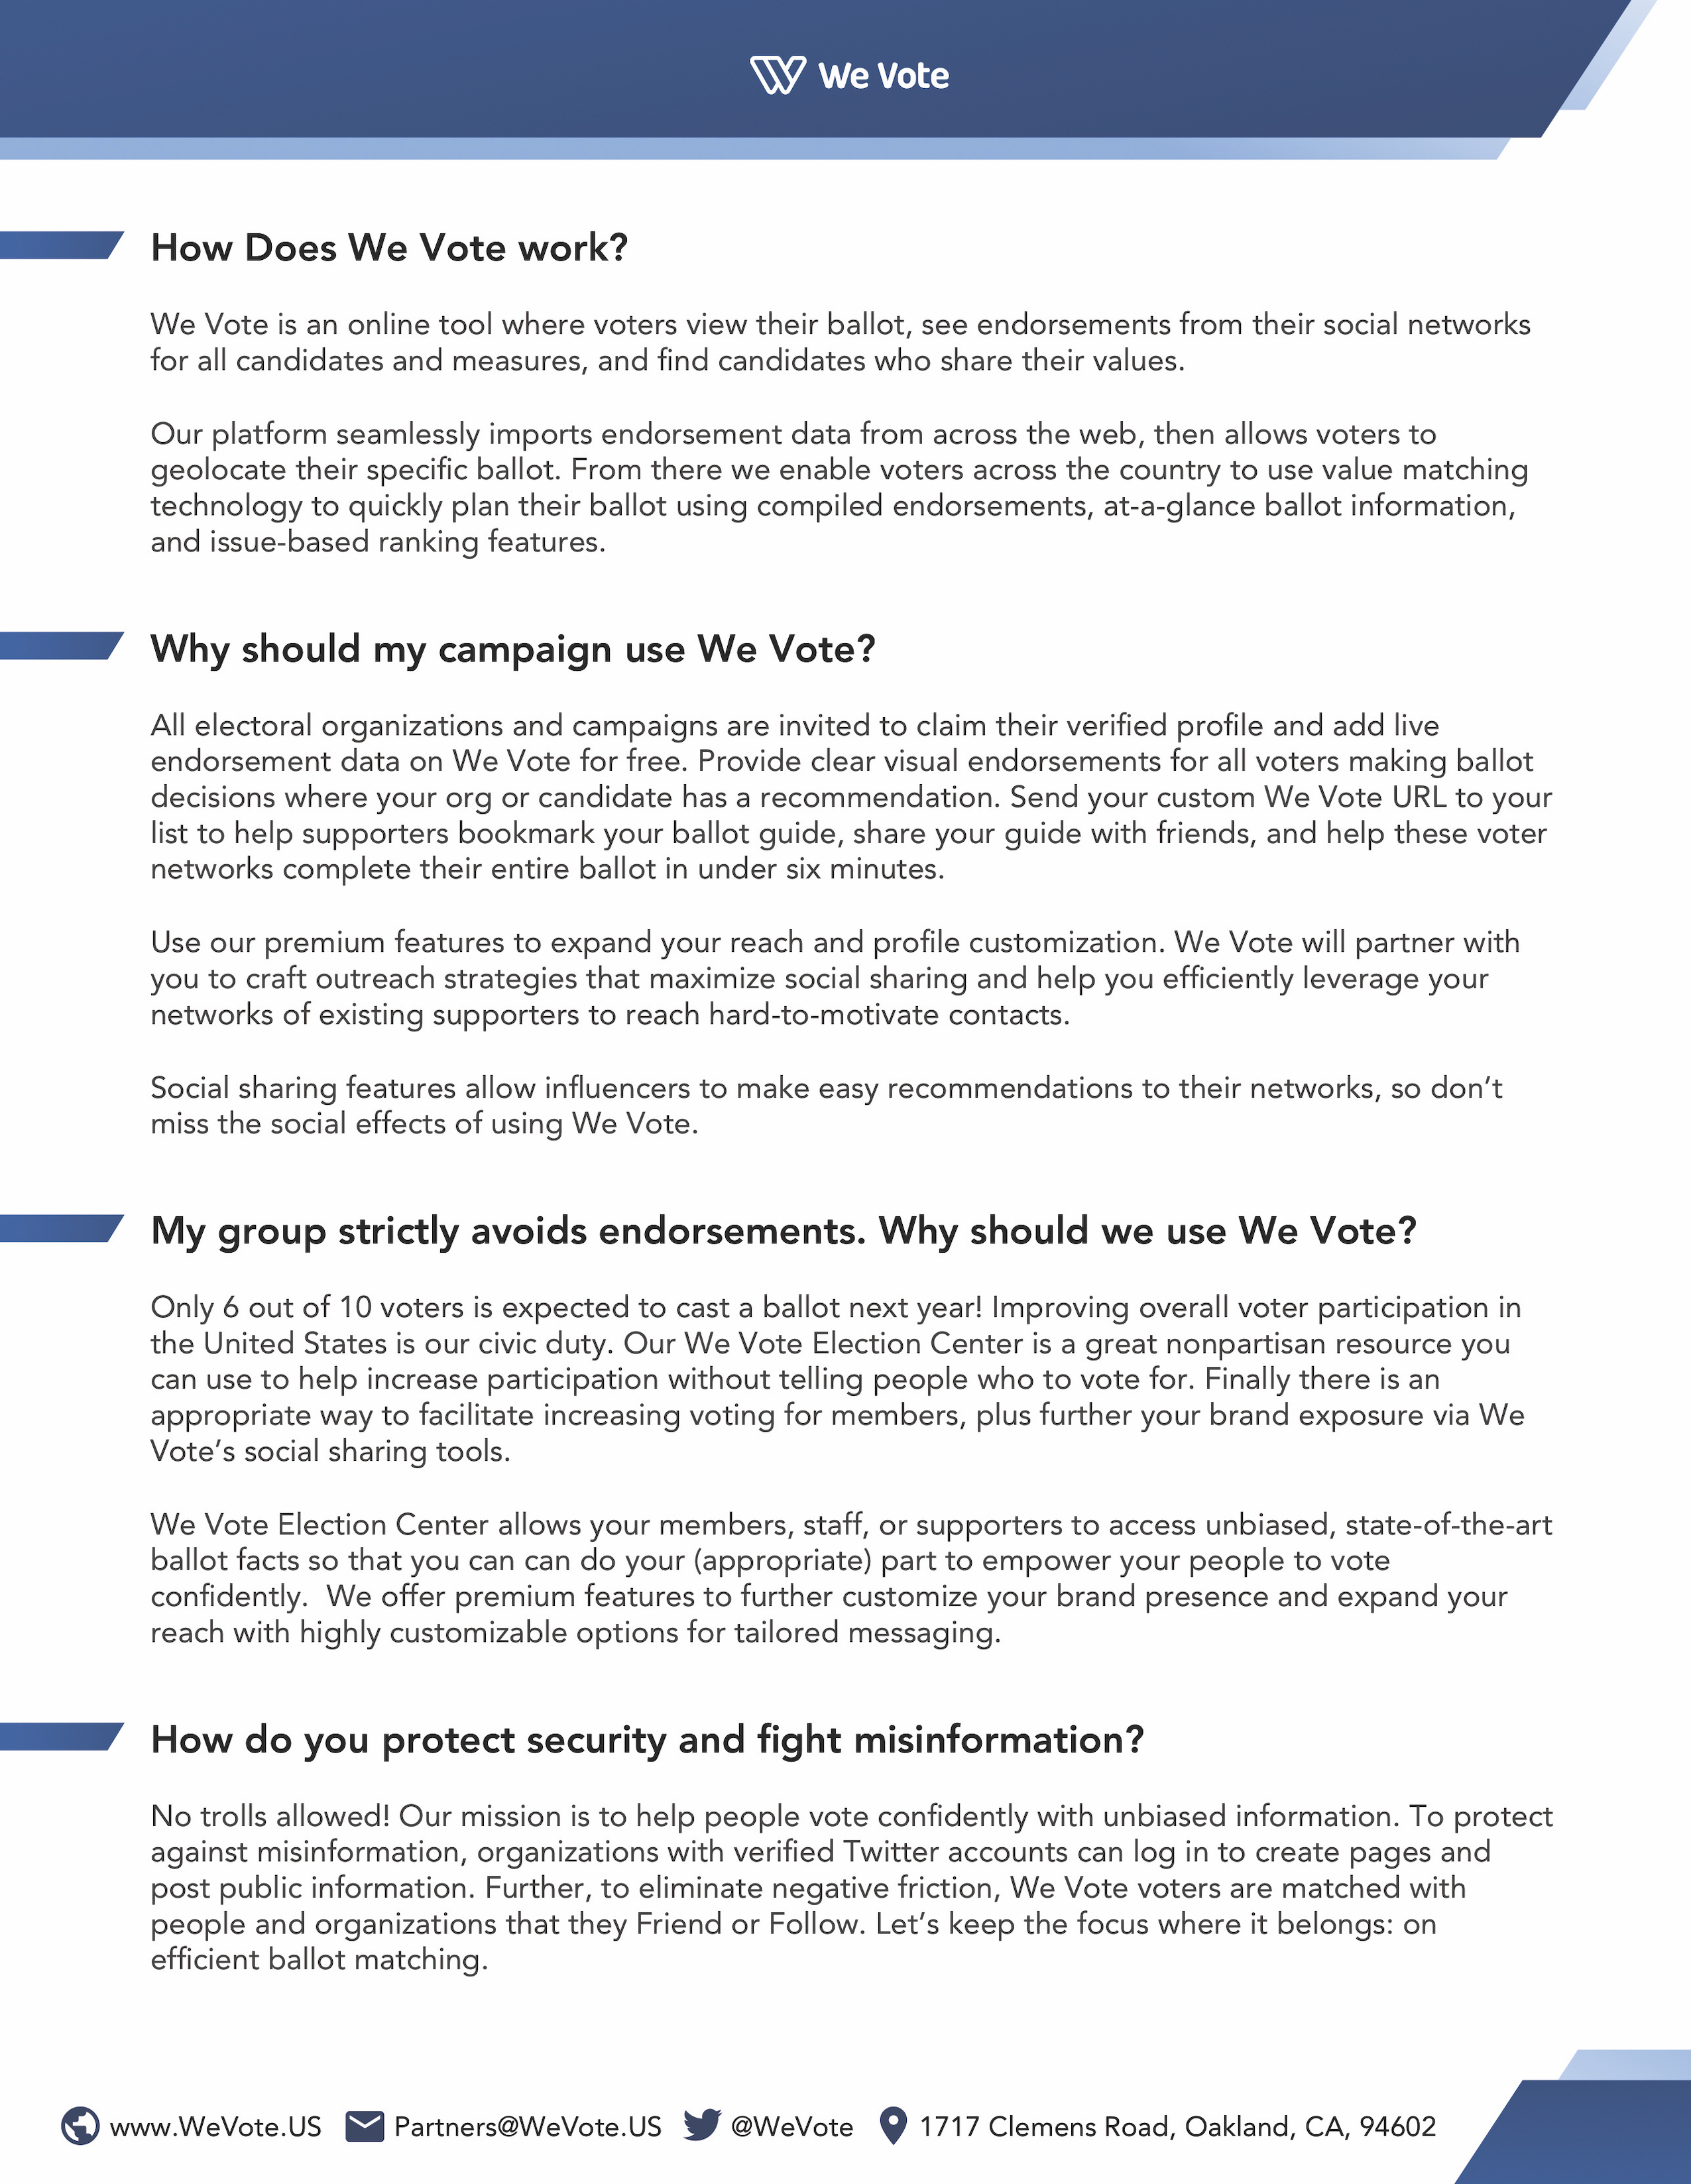 We Vote
How Does We Vote work?
We Vote is an online tool where voters view their ballot, see endorsements from their social networks
for all candidates and measures, and find candidates who share their values.
Our platform seamlessly imports endorsement data from across the web, then allows voters to
geolocate their specific ballot. From there we enable voters across the country to use value matching
technology to quickly plan their ballot using compiled endorsements, at-a-glance ballot information,
and issue-based ranking features.
Why should my campaign use We Vote?
All electoral organizations and campaigns are invited to claim their verified profile and add live
endorsement data on We Vote for free. Provide clear visual endorsements for all voters making ballot
decisions where your org or candidate has a recommendation. Send your custom We Vote URL to your
list to help supporters bookmark your ballot guide, share your guide with friends, and help these voter
networks complete their entire ballot in under six minutes.
Use our premium features to expand your reach and profile customization. We Vote will partner with
you to craft outreach strategies that maximize social sharing and help you efficiently leverage your
networks of existing supporters to reach hard-to-motivate contacts.
Social sharing features allow influencers to make easy recommendations to their networks, so don’t
miss the social effects of using We Vote.
My group strictly avoids endorsements. Why should we use We Vote?
Only 6 out of 10 voters is expected to cast a ballot next year! Improving overall voter participation in
the United States is our civic duty. Our We Vote Election Center is a great nonpartisan resource you
can use to help increase participation without telling people who to vote for. Finally there is an
appropriate way to facilitate increasing voting for members, plus further your brand exposure via We
Vote’s social sharing tools.
We Vote Election Center allows your members, staff, or supporters to access unbiased, state-of-the-art
ballot facts so that you can can do your (appropriate) part to empower your people to vote
confidently.  We offer premium features to further customize your brand presence and expand your
reach with highly customizable options for tailored messaging.
How do you protect security and fight misinformation?
No trolls allowed! Our mission is to help people vote confidently with unbiased information. To protect
against misinformation, organizations with verified Twitter accounts can log in to create pages and
post public information. Further, to eliminate negative friction, We Vote voters are matched with
people and organizations that they Friend or Follow. Let’s keep the focus where it belongs: on
efficient ballot matching.
www.WeVote.US Partners@WeVote.US @WeVote 1717 Clemens Road, Oakland, CA, 94602